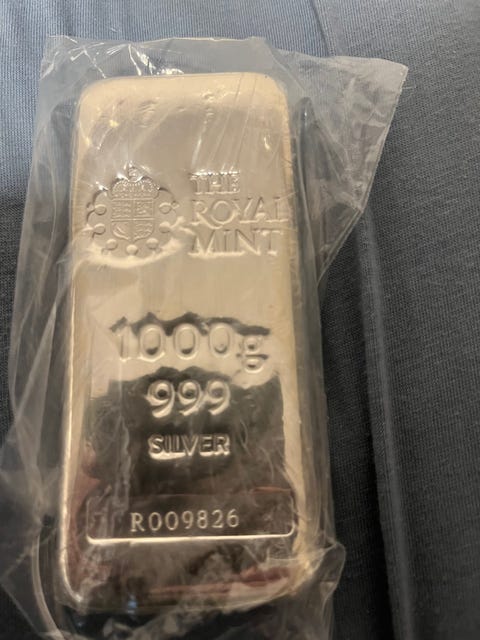 THE
ROYAL
MINT
1000g
999
SILVER
R009826